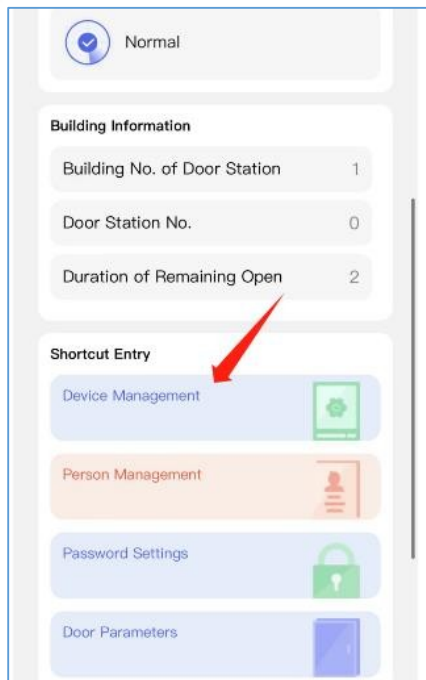 Normal
Building Information
Building No. of Door Station 1
Door Station No. 0
Duration of Remaining Open 2
Shortcut Entry
Device Management
Person Management
Password Settings
Door Parameters